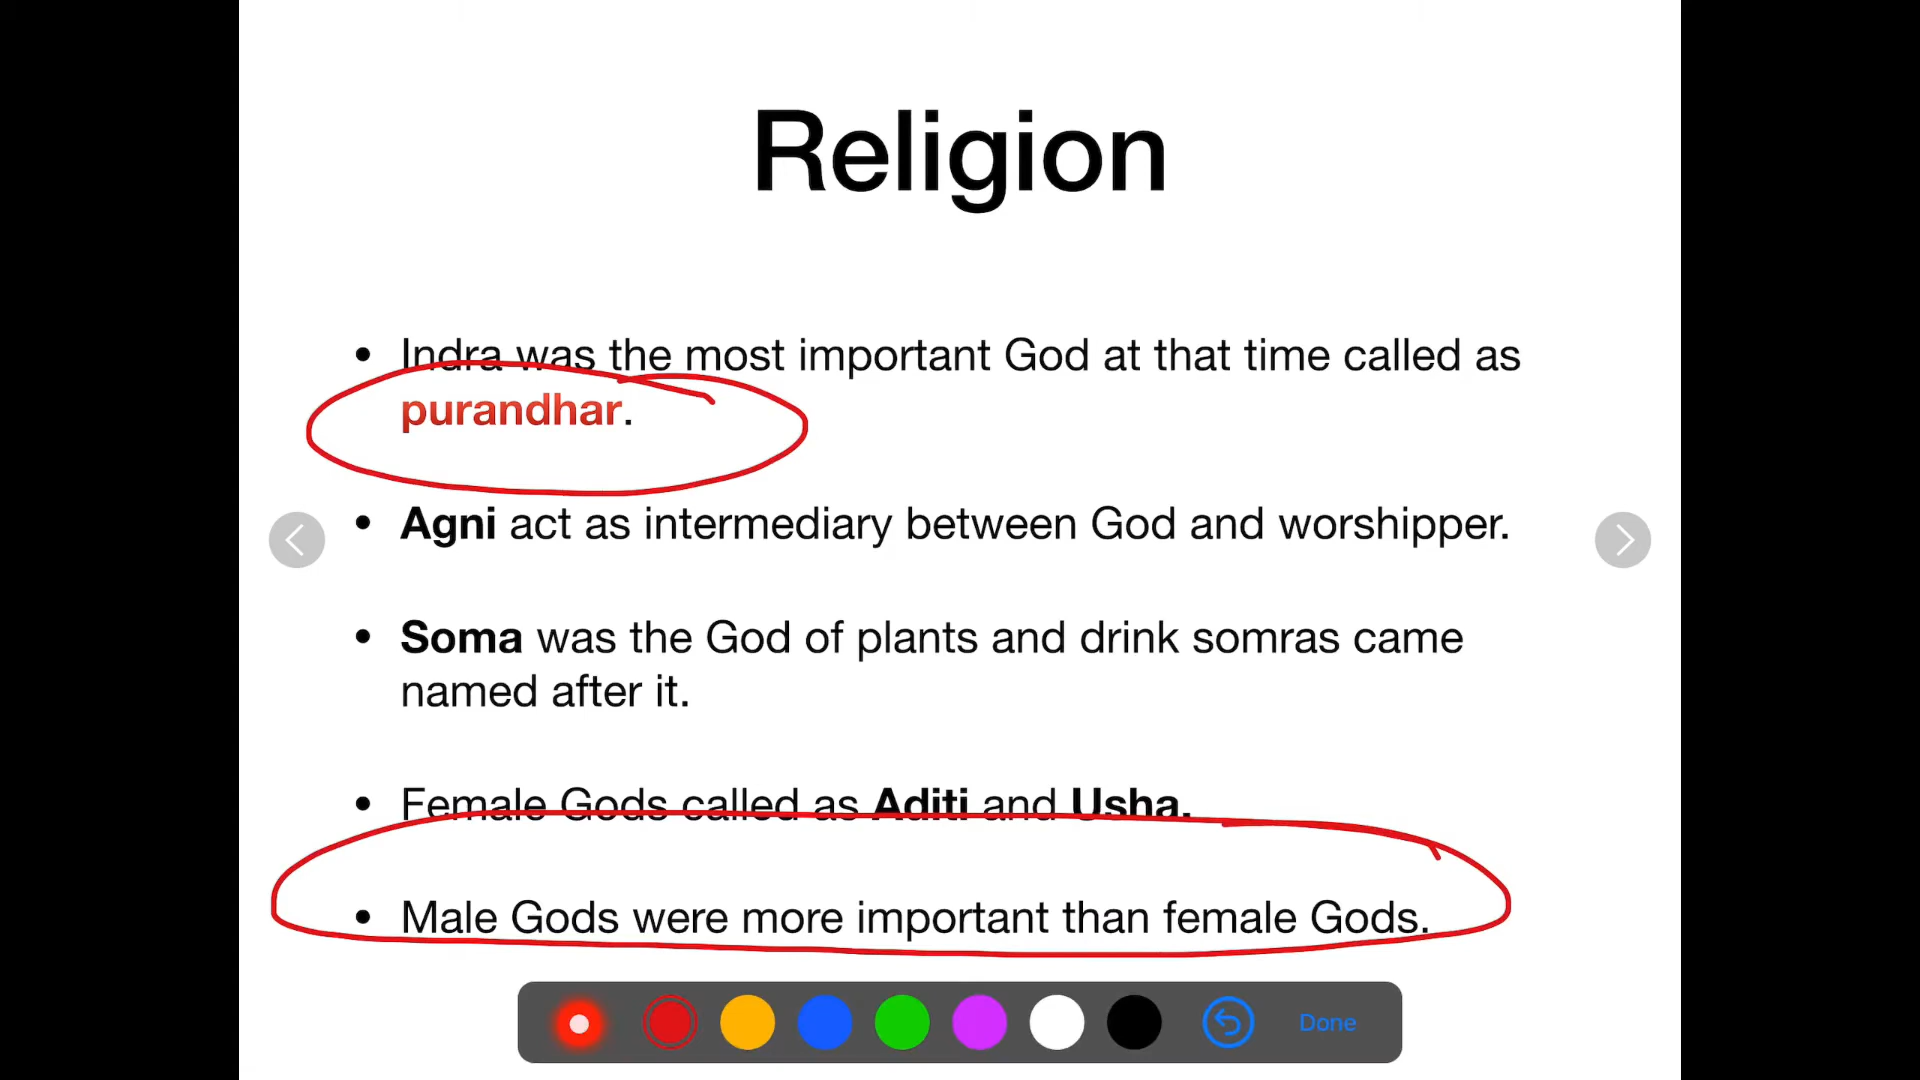 Religion
• Indra was the most important God at that time called as
purandhar.
• Agni act as intermediary between God and worshipper.
• Soma was the God of plants and drink somras came
named after it.
• Female Gods called as Aditi and Usha.
• Male Gods were more important than female Gods.
Done